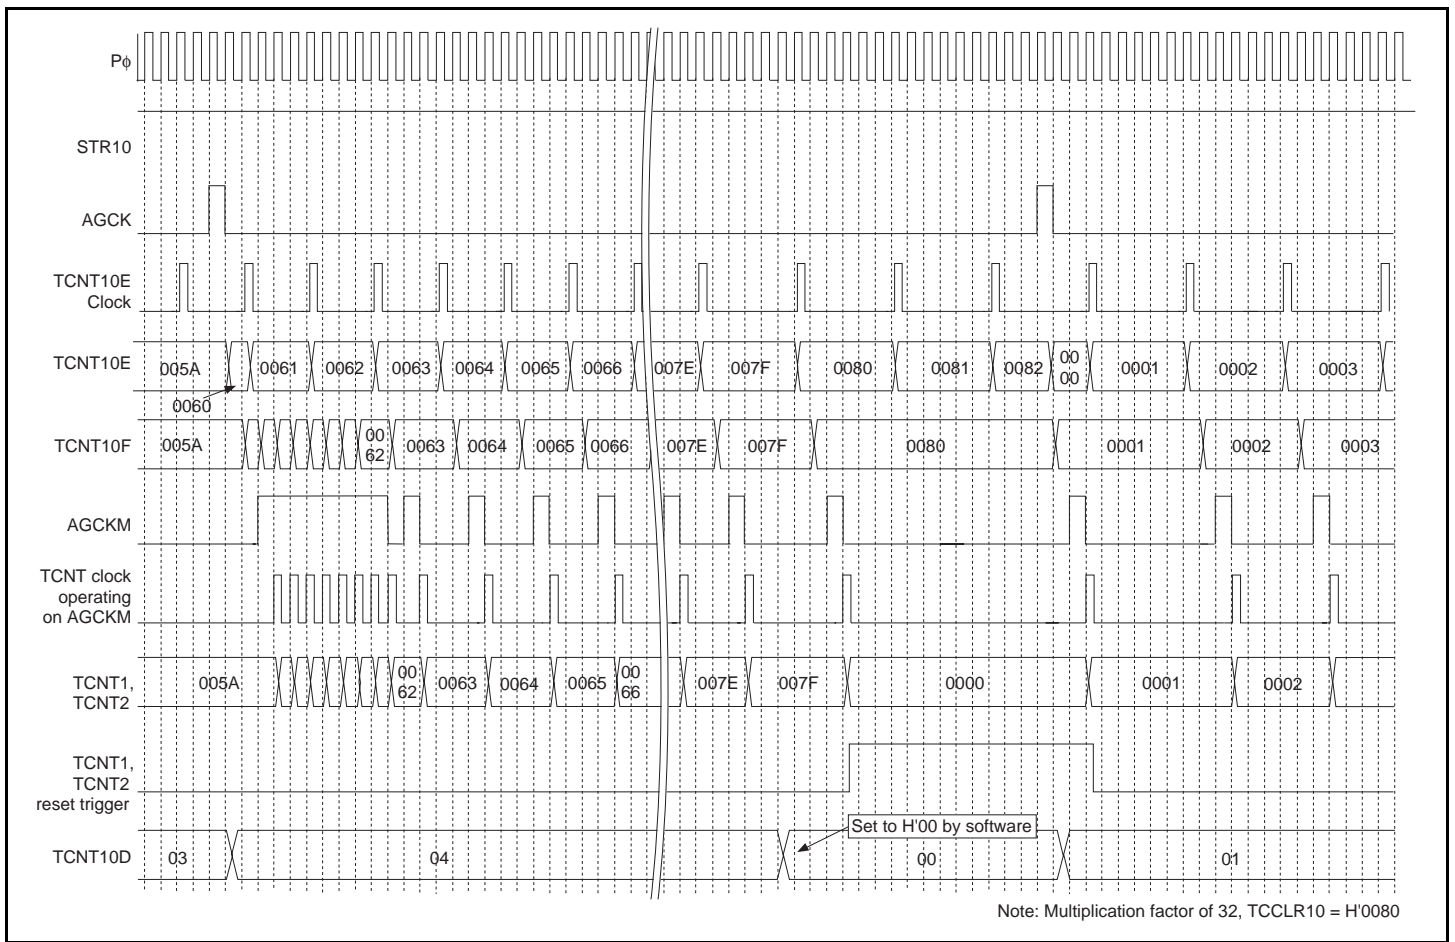 Pϕ
STR10
AGCK
TCNT10E
Clock
TCNT10E
005A
0061
0062
0063
0064
0065
0066
007E
007F
0080
0081
0082
00
00
0001
0002
0003
0060
TCNT10F
005A
00
62
0063
0064
0065
0066
007E
007F
0080
0001
0002
0003
AGCKM
TCNT clock
operating
on AGCKM
TCNT1,
TCNT2
005A
00
62
0063
0064
0065
00
66
007E
007F
0000
0001
0002
TCNT1,
TCNT2
reset trigger
Set to H'00 by software
TCNT10D
03
04
00
01
Note: Multiplication factor of 32, TCCLR10 = H'0080